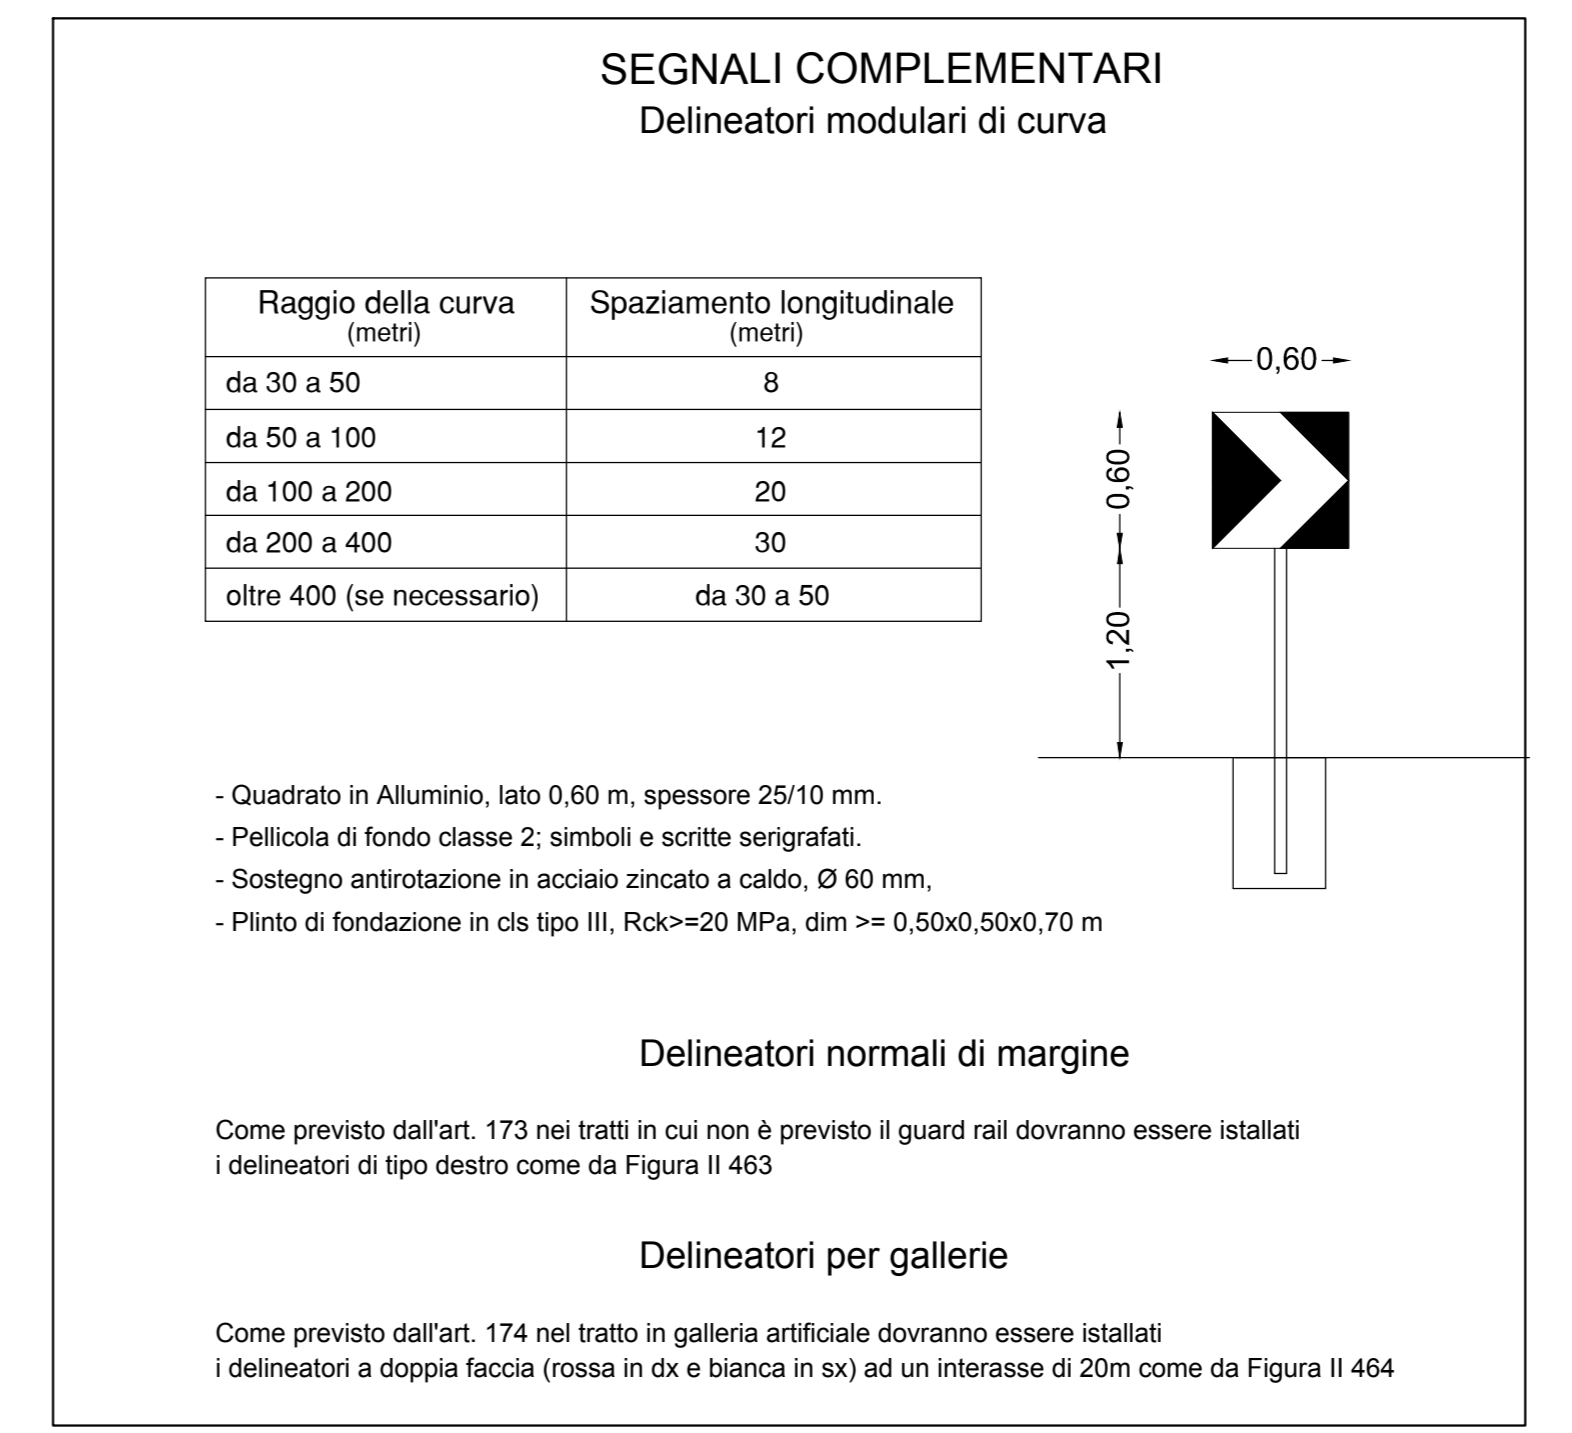 SEGNALI COMPLEMENTARI
Delineatori modulari di curva
Raggio della curva (metri) Spaziamento longitudinale (metri)
da 30 a 50 8
da 50 a 100 12
da 100 a 200 20
da 200 a 400 30
oltre 400 (se necessario) da 30 a 50
0,60
0,60
1,20
- Quadrato in Alluminio, lato 0,60 m, spessore 25/10 mm.
- Pellicola di fondo classe 2; simboli e scritte serigrafati.
- Sostegno antirotazione in acciaio zincato a caldo, Ø 60 mm,
- Plinto di fondazione in cls tipo III, Rck>=20 MPa, dim >= 0,50x0,50x0,70 m
Delineatori normali di margine
Come previsto dall'art. 173 nei tratti in cui non è previsto il guard rail dovranno essere istallati
i delineatori di tipo destro come da Figura II 463
Delineatori per gallerie
Come previsto dall'art. 174 nel tratto in galleria artificiale dovranno essere istallati
i delineatori a doppia faccia (rossa in dx e bianca in sx) ad un interasse di 20m come da Figura II 464